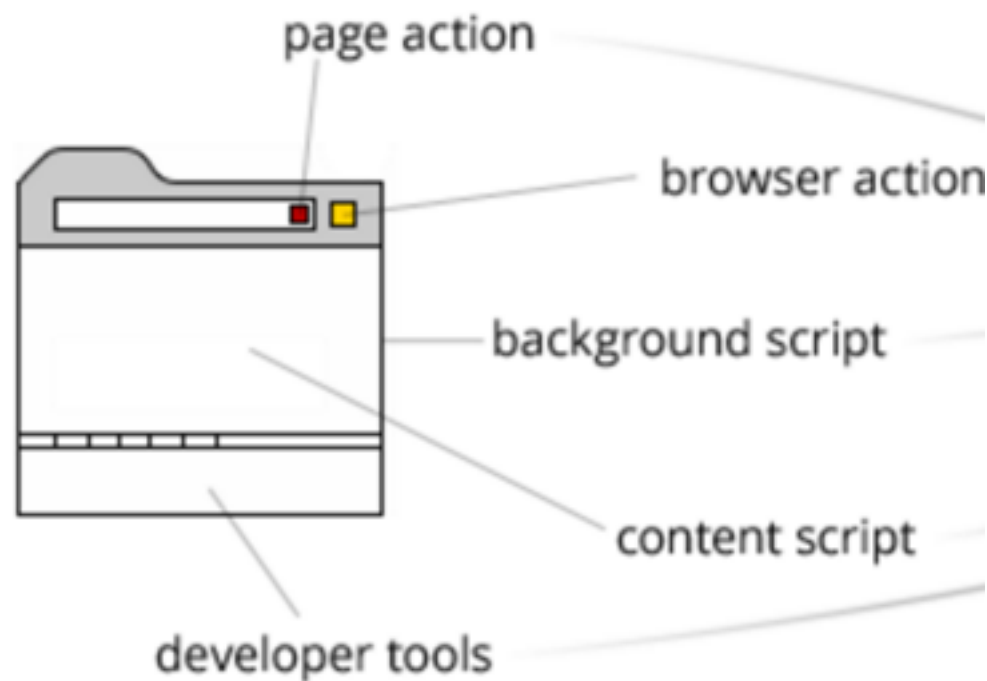 page action
browser action
background script
content script
developer tools